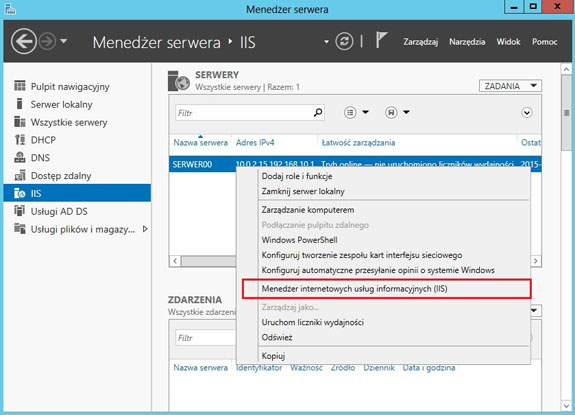 Menedżer serwera
Menedżer serwera ‣ IIS
Zarządzaj Narzędzia Widok Pomoc
Pulpit nawigacyjny
Serwer lokalny
Wszystkie serwery
DHCP
DNS
Dostęp zdalny
IIS
Usługi AD DS
Usługi plików i magazy...
SERWERY
Wszystkie serwery | Razem: 1
ZADANIA
Filtr
Nazwa serwera Adres IPv4 Łatwość zarządzania Ostat
SERWER00 10.0.2.15,192.168.10.1 Tryb online — nie uruchomiono liczników wydajności 2015-
Dodaj role i funkcje
Zamknij serwer lokalny
Zarządzanie komputerem
Podłączanie pulpitu zdalnego
Windows PowerShell
Konfiguruj tworzenie zespołu kart interfejsu sieciowego
Konfiguruj automatyczne przesyłanie opinii o systemie Windows
Menedżer internetowych usług informacyjnych (IIS)
Zarządzaj jako...
Uruchom liczniki wydajności
Odśwież
Kopiuj
ZDARZENIA
Wszystkie zdarzeni
Filtr
Nazwa serwera Identyfikator Ważność Źródło Dziennik Data i godzina